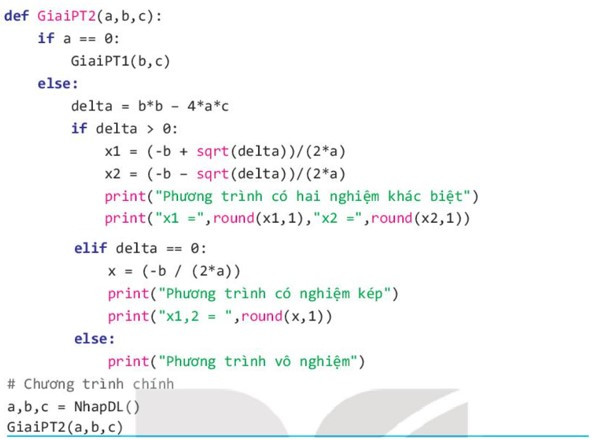 def GiaiPT2(a,b,c):
    if a == 0:
        GiaiPT1(b,c)
    else:
        delta = b*b – 4*a*c
        if delta > 0:
            x1 = (-b + sqrt(delta))/(2*a)
            x2 = (-b – sqrt(delta))/(2*a)
            print("Phương trình có hai nghiệm khác biệt")
            print("x1 =",round(x1,1),"x2 =",round(x2,1))
        elif delta == 0:
            x = (-b / (2*a))
            print("Phương trình có nghiệm kép")
            print("x1,2 = ",round(x,1))
        else:
            print("Phương trình vô nghiệm")
# Chương trình chính
a,b,c = NhapDL()
GiaiPT2(a,b,c)